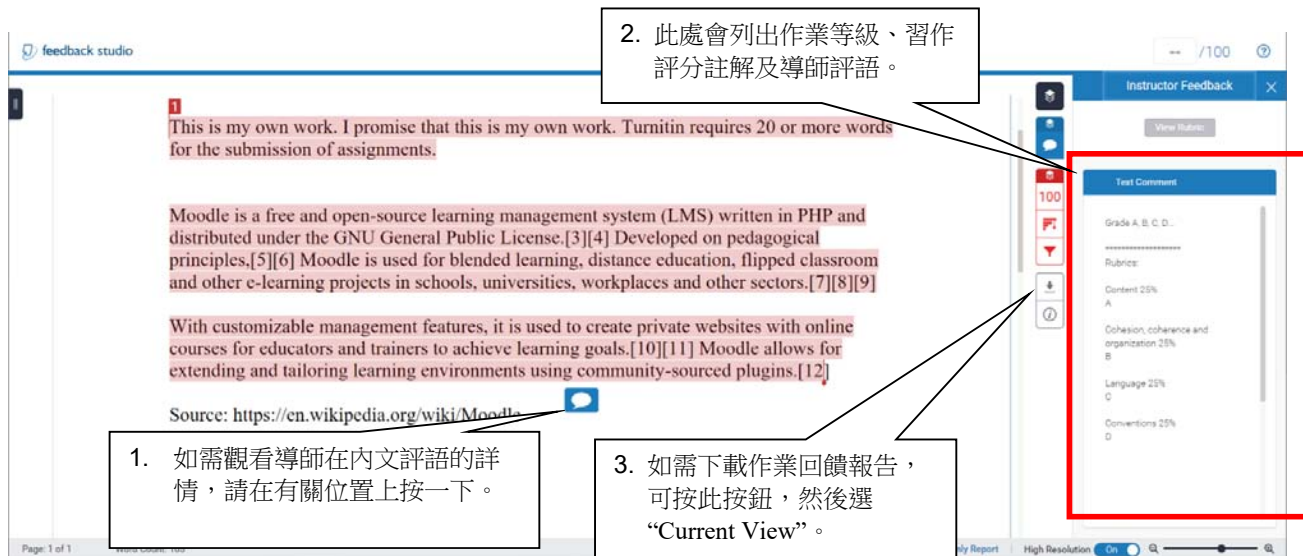 feedback studio
-- /100
2. 此處會列出作業等級、習作
評分註解及導師評語。
Instructor Feedback
View Rubric
1
This is my own work. I promise that this is my own work. Turnitin requires 20 or more words
for the submission of assignments.
Moodle is a free and open-source learning management system (LMS) written in PHP and
distributed under the GNU General Public License.[3][4] Developed on pedagogical
principles,[5][6] Moodle is used for blended learning, distance education, flipped classroom
and other e-learning projects in schools, universities, workplaces and other sectors.[7][8][9]
With customizable management features, it is used to create private websites with online
courses for educators and trainers to achieve learning goals.[10][11] Moodle allows for
extending and tailoring learning environments using community-sourced plugins.[12]
Source: https://en.wikipedia.org/wiki/Moodle
100
Text Comment
Grade A, B, C, D...
====================
Rubrics:
Content 25%
A
Cohesion, coherence and
organization 25%
B
Language 25%
C
Conventions 25%
D
1. 如需觀看導師在內文評語的詳
情，請在有關位置上按一下。
3. 如需下載作業回饋報告，
可按此按鈕，然後選
“Current View”。
Page: 1 of 1
Report
High Resolution
On